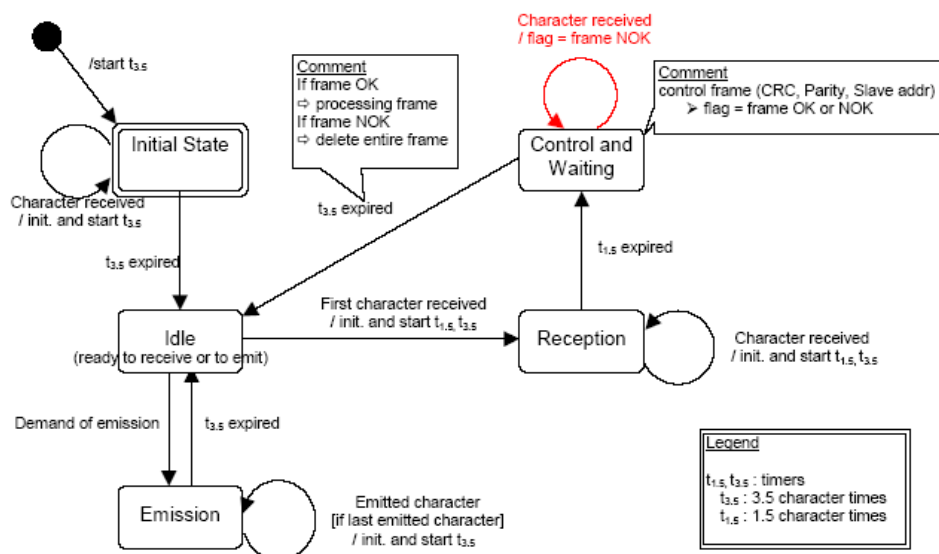 Character received
/ flag = frame NOK
/start t3.5
Comment
If frame OK
⇨ processing frame
If frame NOK
⇨ delete entire frame
Comment
control frame (CRC, Parity, Slave addr)
➢ flag = frame OK or NOK
Initial State
Control and
Waiting
Character received
/ init. and start t3.5
t3.5 expired
t3.5 expired
t1.5 expired
First character received
/ init. and start t1.5, t3.5
Idle
(ready to receive or to emit)
Reception
Character received
/ init. and start t1.5, t3.5
Demand of emission
t3.5 expired
Legend
t1.5, t3.5 : timers
t3.5 : 3.5 character times
t1.5 : 1.5 character times
Emission
Emitted character
[if last emitted character]
/ init. and start t3.5